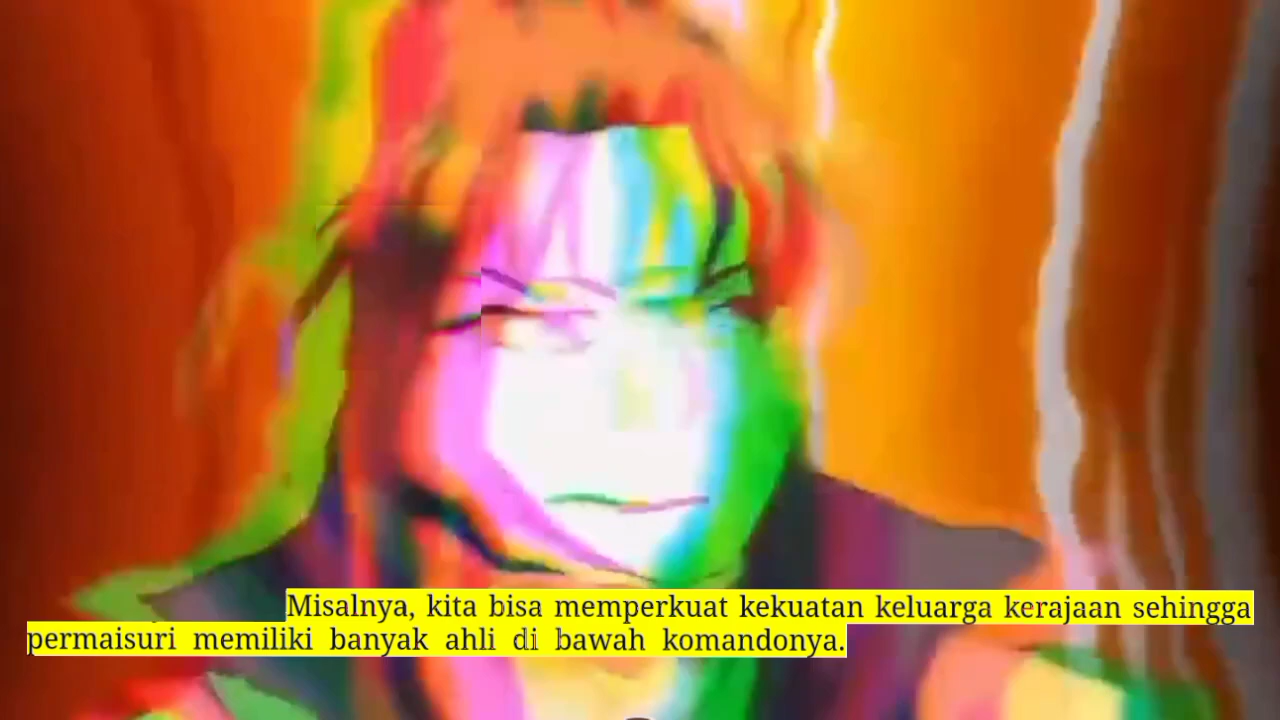 Misalnya, kita bisa memperkuat kekuatan keluarga kerajaan sehingga
permaisuri memiliki banyak ahli di bawah komandonya.